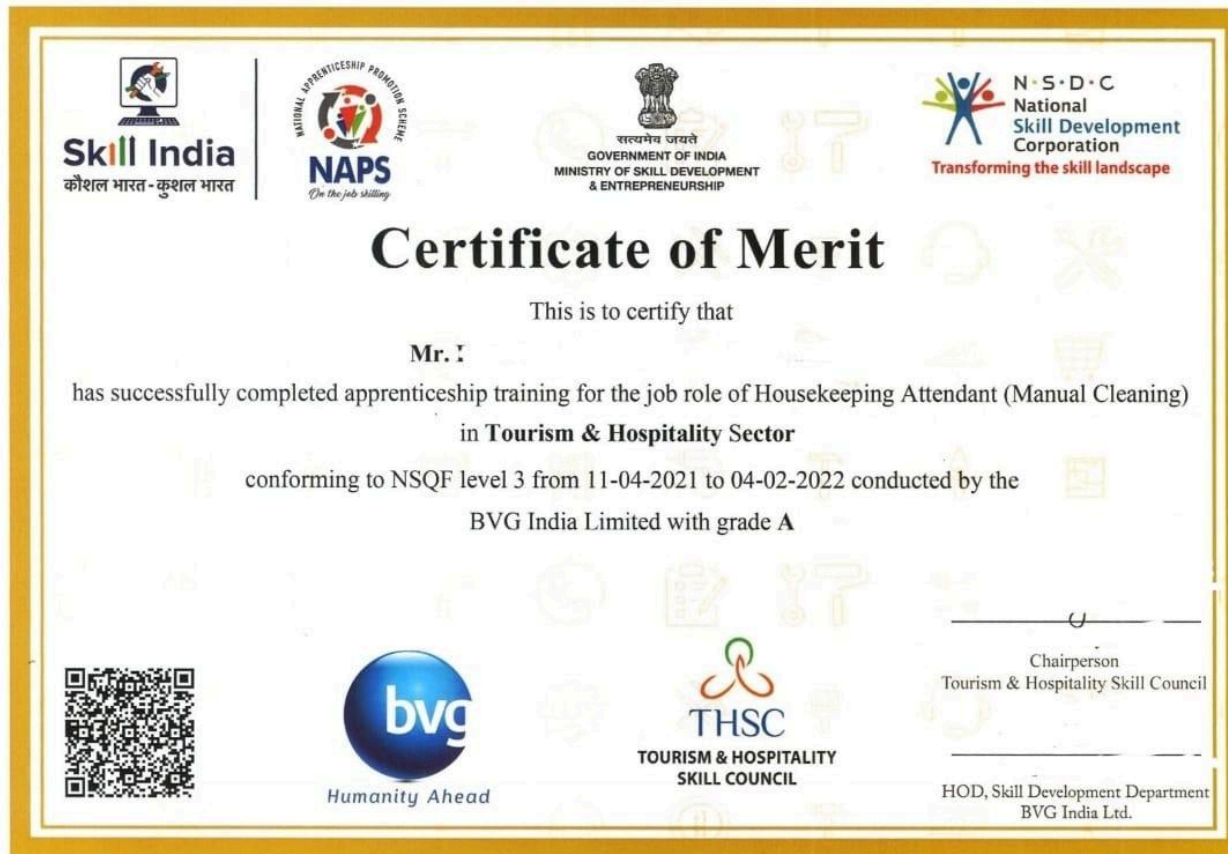 Skill India
कौशल भारत - कुशल भारत
NATIONAL APPRENTICESHIP PROMOTION SCHEME
NAPS
On the job skilling
सत्यमेव जयते
GOVERNMENT OF INDIA
MINISTRY OF SKILL DEVELOPMENT
& ENTREPRENEURSHIP
N·S·D·C
National
Skill Development
Corporation
Transforming the skill landscape
Certificate of Merit
This is to certify that
Mr.
has successfully completed apprenticeship training for the job role of Housekeeping Attendant (Manual Cleaning)
in Tourism & Hospitality Sector
conforming to NSQF level 3 from 11-04-2021 to 04-02-2022 conducted by the
BVG India Limited with grade A
bvg
Humanity Ahead
THSC
TOURISM & HOSPITALITY
SKILL COUNCIL
Chairperson
Tourism & Hospitality Skill Council
HOD, Skill Development Department
BVG India Ltd.